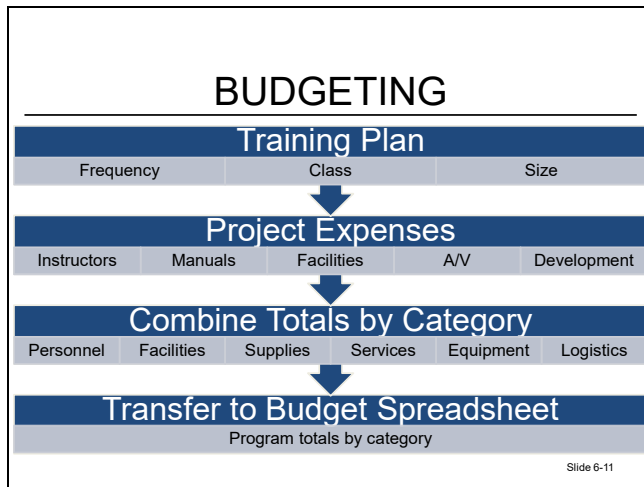 BUDGETING
Training Plan
Frequency Class Size
Project Expenses
Instructors Manuals Facilities A/V Development
Combine Totals by Category
Personnel Facilities Supplies Services Equipment Logistics
Transfer to Budget Spreadsheet
Program totals by category
Slide 6-11